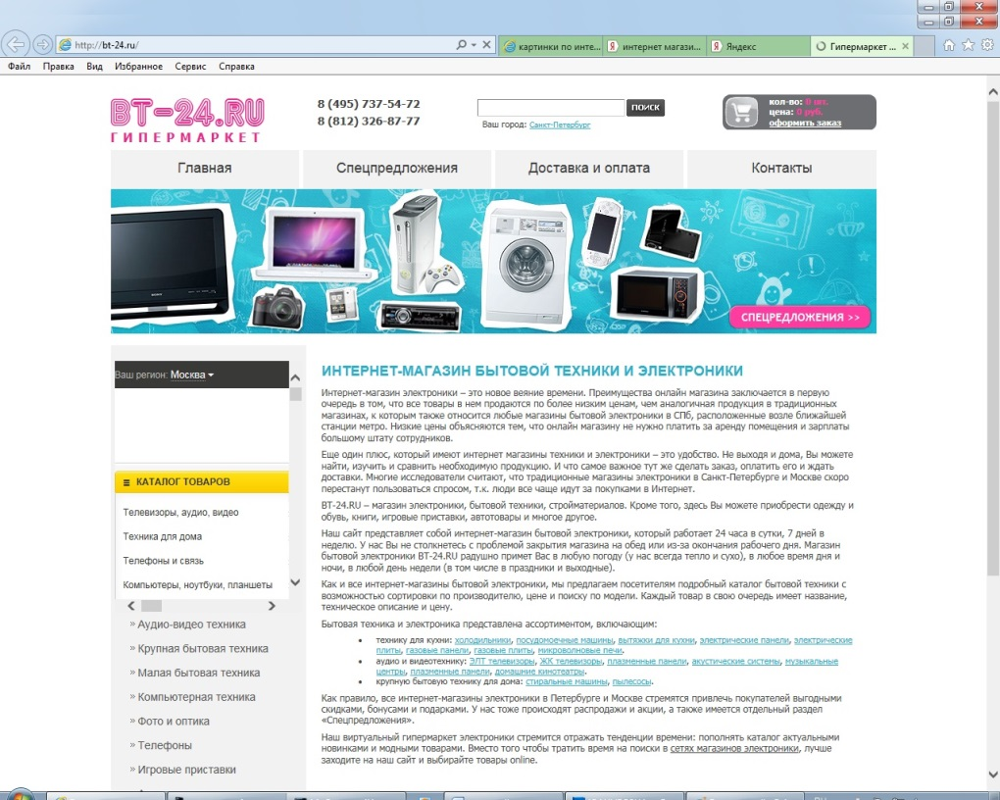 http://bt-24.ru/
картинки по инте...
интернет магази...
Яндекс
Гипермаркет ...
Файл Правка Вид Избранное Сервис Справка
BT-24.RU
ГИПЕРМАРКЕТ
8 (495) 737-54-72
8 (812) 326-87-77
ПОИСК
Ваш город: Санкт-Петербург
кол-во: 0 шт.
цена: 0 руб.
оформить заказ
Главная Спецпредложения Доставка и оплата Контакты
СПЕЦРЕДЛОЖЕНИЯ >>
Ваш регион: Москва
КАТАЛОГ ТОВАРОВ
Телевизоры, аудио, видео
Техника для дома
Телефоны и связь
Компьютеры, ноутбуки, планшеты
» Аудио-видео техника
» Крупная бытовая техника
» Малая бытовая техника
» Компьютерная техника
» Фото и оптика
» Телефоны
» Игровые приставки
ИНТЕРНЕТ-МАГАЗИН БЫТОВОЙ ТЕХНИКИ И ЭЛЕКТРОНИКИ
Интернет-магазин электроники – это новое веяние времени. Преимущества онлайн магазина заключается в первую
очередь в том, что все товары в нем продаются по более низким ценам, чем аналогичная продукция в традиционных
магазинах, к которым также относится любые магазины бытовой электроники в СПб, расположенные возле ближайшей
станции метро. Низкие цены объясняются тем, что онлайн магазину не нужно платить за аренду помещения и зарплаты
большому штату сотрудников.
Еще один плюс, который имеют интернет магазины техники и электроники – это удобство. Не выходя и дома, Вы можете
найти, изучить и сравнить необходимую продукцию. И что самое важное тут же сделать заказ, оплатить его и ждать
доставки. Многие исследователи считают, что традиционные магазины электроники в Санкт-Петербурге и Москве скоро
перестанут пользоваться спросом, т.к. люди все чаще идут за покупками в Интернет.
BT-24.RU – магазин электроники, бытовой техники, стройматериалов. Кроме того, здесь Вы можете приобрести одежду и
обувь, книги, игровые приставки, автотовары и многое другое.
Наш сайт представляет собой интернет-магазин бытовой электроники, который работает 24 часа в сутки, 7 дней в
неделю. У нас Вы не столкнетесь с проблемой закрытия магазина на обед или из-за окончания рабочего дня. Магазин
бытовой электроники BT-24.RU радушно примет Вас в любую погоду (у нас всегда тепло и сухо), в любое время дня и
ночи, в любой день недели (в том числе в праздники и выходные).
Как и все интернет-магазины бытовой электроники, мы предлагаем посетителям подробный каталог бытовой техники с
возможностью сортировки по производителю, цене и поиску по модели. Каждый товар в свою очередь имеет название,
техническое описание и цену.
Бытовая техника и электроника представлена ассортиментом, включающим:
• технику для кухни: холодильники, посудомоечные машины, вытяжки для кухни, электрические панели, электрические
плиты, газовые панели, газовые плиты, микроволновые печи.
• аудио и видеотехнику: ЭЛТ телевизоры, ЖК телевизоры, плазменные панели, акустические системы, музыкальные
центры, плазменные панели, домашние кинотеатры.
• крупную бытовую технику для дома: стиральные машины, пылесосы.
Как правило, все интернет-магазины электроники в Петербурге и Москве стремятся привлечь покупателей выгодными
скидками, бонусами и подарками. У нас тоже происходят распродажи и акции, а также имеется отдельный раздел
«Спецпредложения».
Наш виртуальный гипермаркет электроники стремится отражать тенденции времени: пополнять каталог актуальными
новинками и модными товарами. Вместо того чтобы тратить время на поиски в сетях магазинов электроники, лучше
заходите на наш сайт и выбирайте товары online.